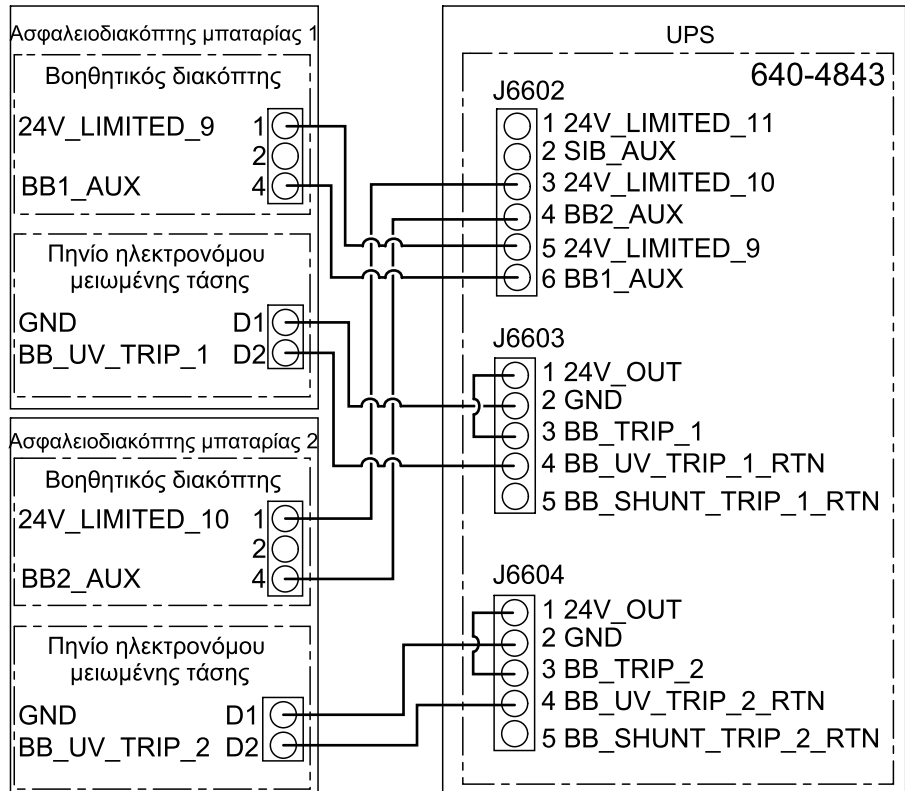 Ασφαλειοδιακόπτης μπαταρίας 1
Βοηθητικός διακόπτης
24V_LIMITED_9 1
2
BB1_AUX 4
Πηνίο ηλεκτρονόμου
μειωμένης τάσης
GND D1
BB_UV_TRIP_1 D2
Ασφαλειοδιακόπτης μπαταρίας 2
Βοηθητικός διακόπτης
24V_LIMITED_10 1
2
BB2_AUX 4
Πηνίο ηλεκτρονόμου
μειωμένης τάσης
GND D1
BB_UV_TRIP_2 D2
UPS
640-4843
J6602
1 24V_LIMITED_11
2 SIB_AUX
3 24V_LIMITED_10
4 BB2_AUX
5 24V_LIMITED_9
6 BB1_AUX
J6603
1 24V_OUT
2 GND
3 BB_TRIP_1
4 BB_UV_TRIP_1_RTN
5 BB_SHUNT_TRIP_1_RTN
J6604
1 24V_OUT
2 GND
3 BB_TRIP_2
4 BB_UV_TRIP_2_RTN
5 BB_SHUNT_TRIP_2_RTN